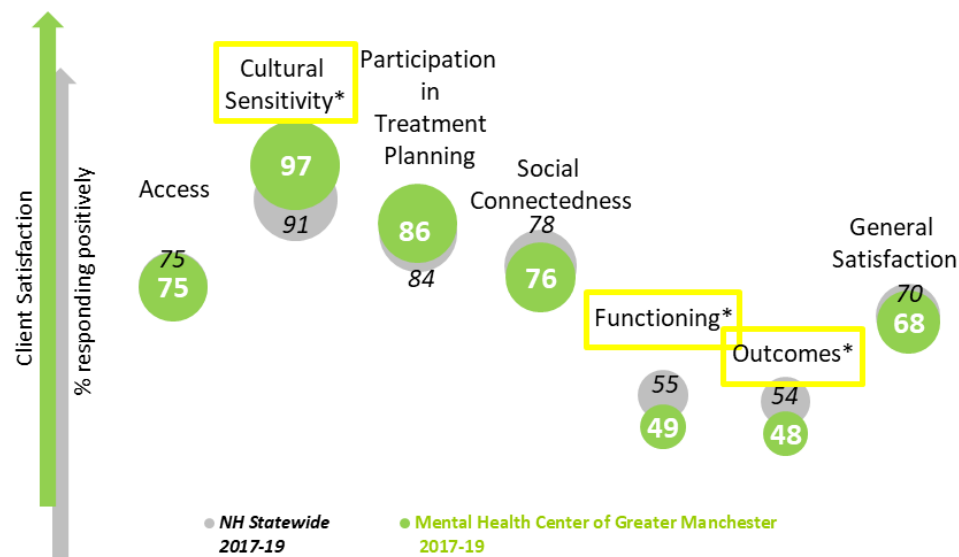 Client Satisfaction
% responding positively
Access
75
75
Cultural
Sensitivity*
97
91
Participation
in
Treatment
Planning
86
84
Social
Connectedness
78
76
Functioning*
55
49
Outcomes*
54
48
General
Satisfaction
70
68
NH Statewide
2017-19
Mental Health Center of Greater Manchester
2017-19